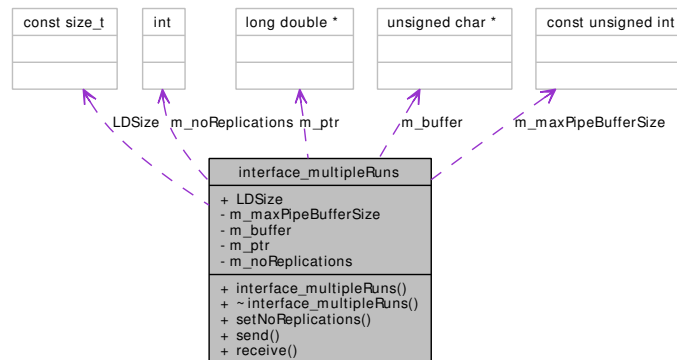 const size_t int long double * unsigned char * const unsigned int
LDSize m_noReplications m_ptr m_buffer m_maxPipeBufferSize
interface_multipleRuns
+ LDSize
- m_maxPipeBufferSize
- m_buffer
- m_ptr
- m_noReplications
+ interface_multipleRuns()
+ ~interface_multipleRuns()
+ setNoReplications()
+ send()
+ receive()